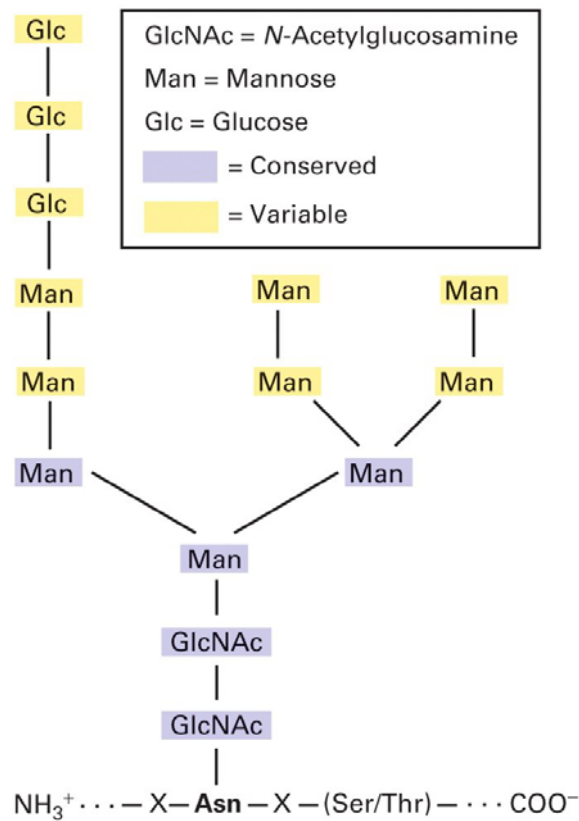 Glc
GlcNAc = N-Acetylglucosamine
Man = Mannose
Glc = Glucose
= Conserved
= Variable
Glc
Glc
Man Man Man
Man Man Man
Man Man
Man
GlcNAc
GlcNAc
NH₃⁺ · · · — X — Asn — X — (Ser/Thr) — · · · COO⁻